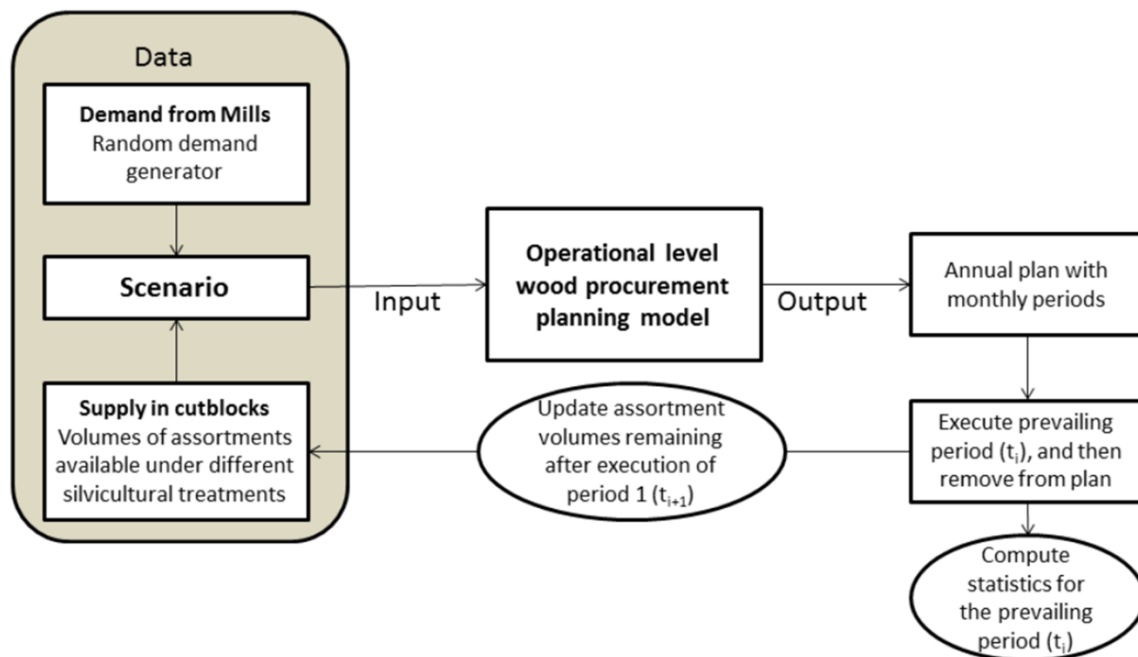 Data
Demand from Mills
Random demand
generator
Scenario
Supply in cutblocks
Volumes of assortments
available under different
silvicultural treatments
Input
Operational level
wood procurement
planning model
Output
Annual plan with
monthly periods
Execute prevailing
period (tᵢ), and then
remove from plan
Update assortment
volumes remaining
after execution of
period 1 (tᵢ₊₁)
Compute
statistics for
the prevailing
period (tᵢ)